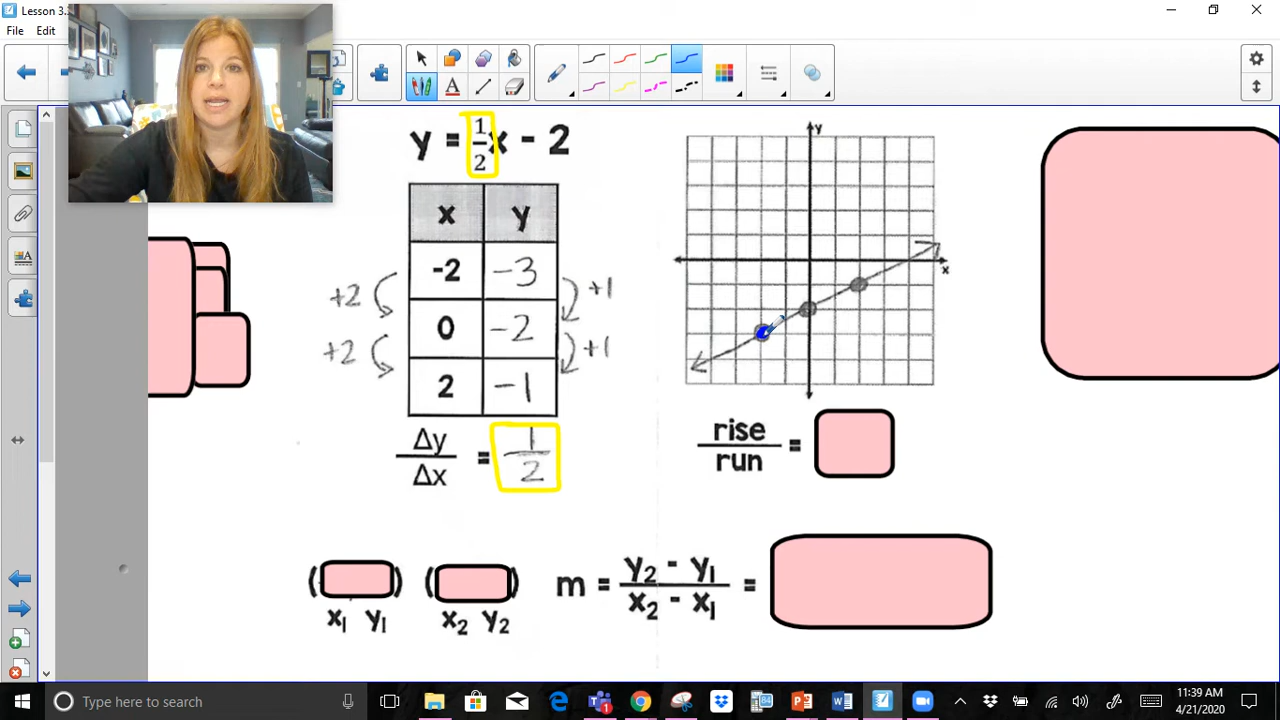 Lesson 3.
File Edit
y = 1/2 x - 2
x y
-2 -3
0 -2
2 -1
+2 +1
+2 +1
Δy/Δx = 1/2
y
x
rise/run =
( ) ( ) m = y₂ - y₁ / x₂ - x₁ =
x₁ y₁ x₂ y₂
Type here to search
11:39 AM
4/21/2020